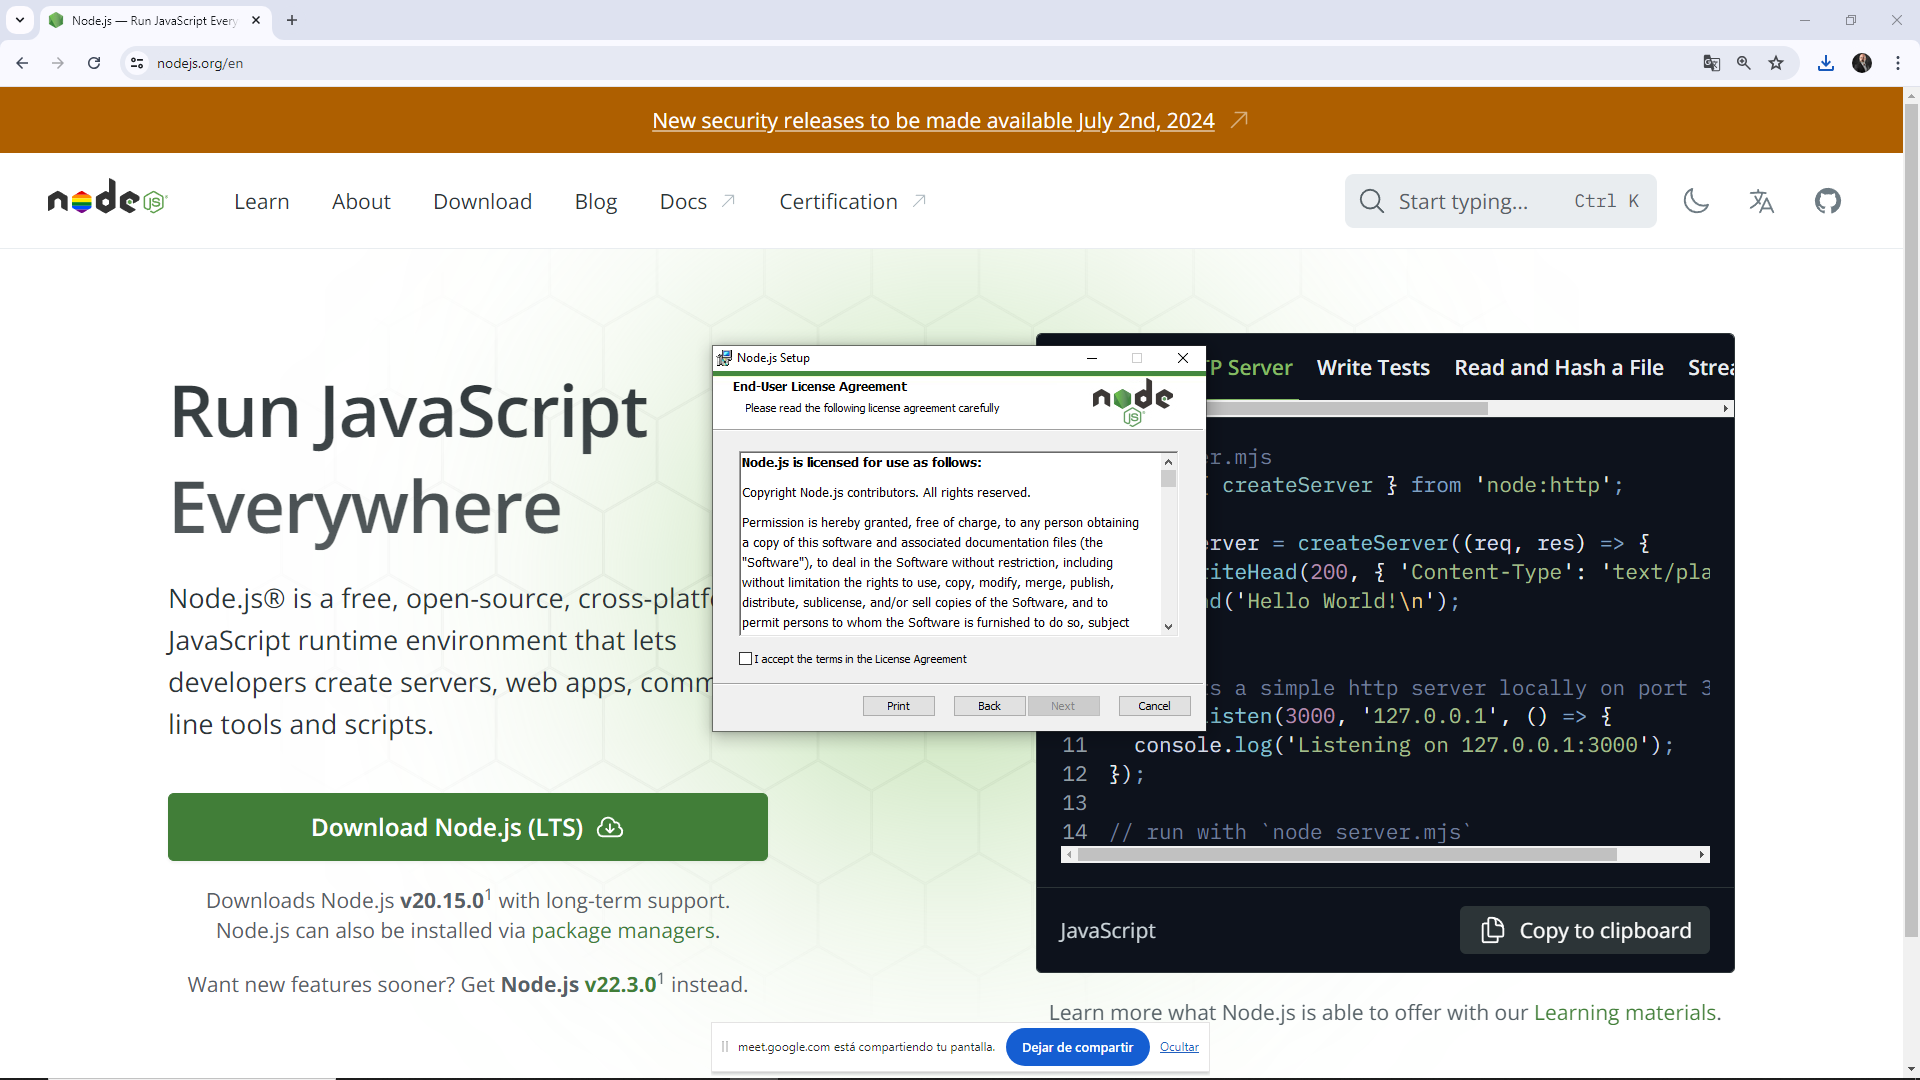 Node.js — Run JavaScript Every
nodejs.org/en
New security releases to be made available July 2nd, 2024
node JS
Learn About Download Blog Docs Certification
Start typing... Ctrl K
Run JavaScript
Everywhere
Node.js® is a free, open-source, cross-platf
JavaScript runtime environment that lets
developers create servers, web apps, comm
line tools and scripts.
Download Node.js (LTS)
Downloads Node.js v20.15.0¹ with long-term support.
Node.js can also be installed via package managers.
Want new features sooner? Get Node.js v22.3.0¹ instead.
Node.js Setup
End-User License Agreement
Please read the following license agreement carefully
node JS
Node.js is licensed for use as follows:
Copyright Node.js contributors. All rights reserved.
Permission is hereby granted, free of charge, to any person obtaining
a copy of this software and associated documentation files (the
"Software"), to deal in the Software without restriction, including
without limitation the rights to use, copy, modify, merge, publish,
distribute, sublicense, and/or sell copies of the Software, and to
permit persons to whom the Software is furnished to do so, subject
I accept the terms in the License Agreement
Print Back Next Cancel
TP Server Write Tests Read and Hash a File Strea
er.mjs
{ createServer } from 'node:http';
erver = createServer((req, res) => {
iteHead(200, { 'Content-Type': 'text/pla
nd('Hello World!\n');
s a simple http server locally on port 3
listen(3000, '127.0.0.1', () => {
11 console.log('Listening on 127.0.0.1:3000');
12 });
13
14 // run with `node server.mjs`
JavaScript
Copy to clipboard
Learn more what Node.js is able to offer with our Learning materials.
meet.google.com está compartiendo tu pantalla. Dejar de compartir Ocultar